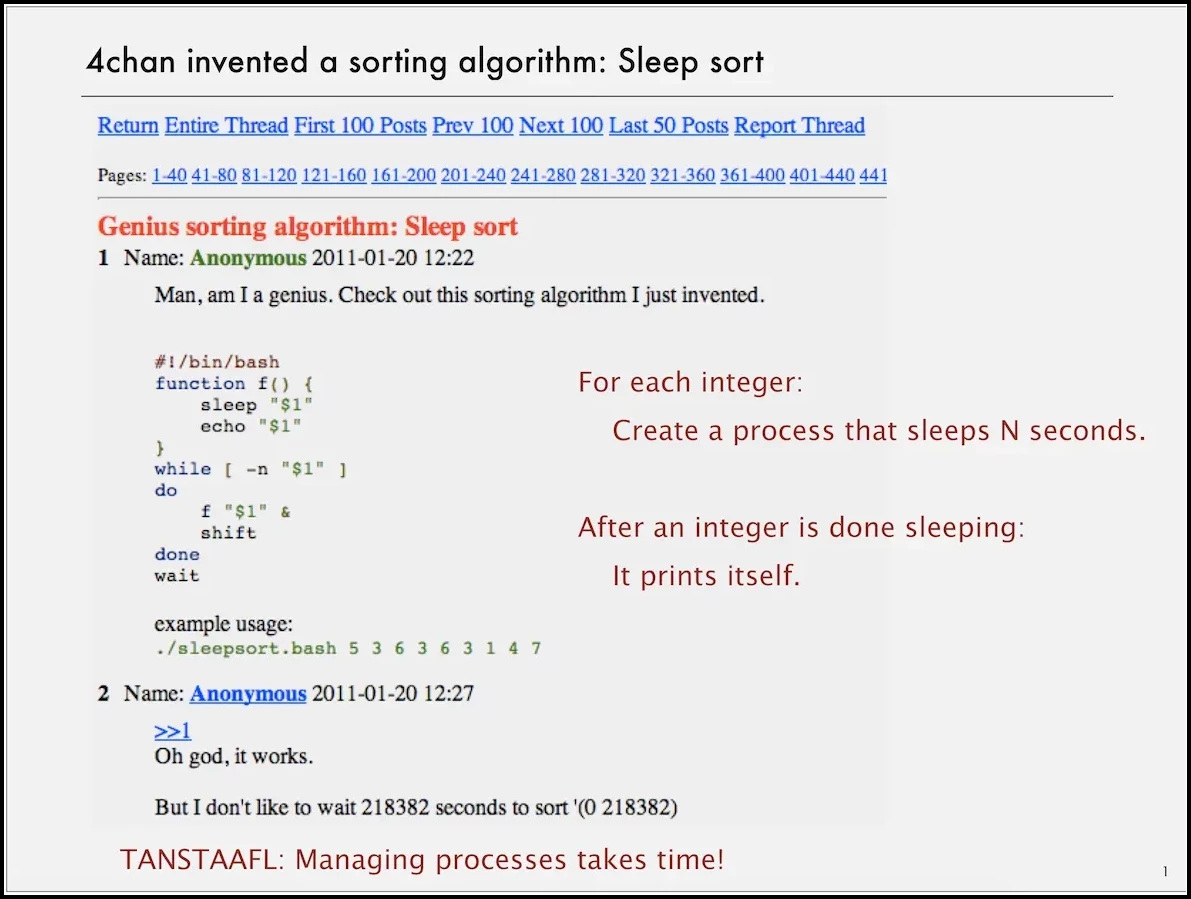 4chan invented a sorting algorithm: Sleep sort
Return Entire Thread First 100 Posts Prev 100 Next 100 Last 50 Posts Report Thread
Pages: 1-40 41-80 81-120 121-160 161-200 201-240 241-280 281-320 321-360 361-400 401-440 441
Genius sorting algorithm: Sleep sort
1 Name: Anonymous 2011-01-20 12:22
Man, am I a genius. Check out this sorting algorithm I just invented.
#!/bin/bash
function f() {
    sleep "$1"
    echo "$1"
}
while [ -n "$1" ]
do
    f "$1" &
    shift
done
wait
For each integer:
Create a process that sleeps N seconds.
After an integer is done sleeping:
It prints itself.
example usage:
./sleepsort.bash 5 3 6 3 6 3 1 4 7
2 Name: Anonymous 2011-01-20 12:27
>>1
Oh god, it works.
But I don't like to wait 218382 seconds to sort '(0 218382)
TANSTAAFL: Managing processes takes time!
1